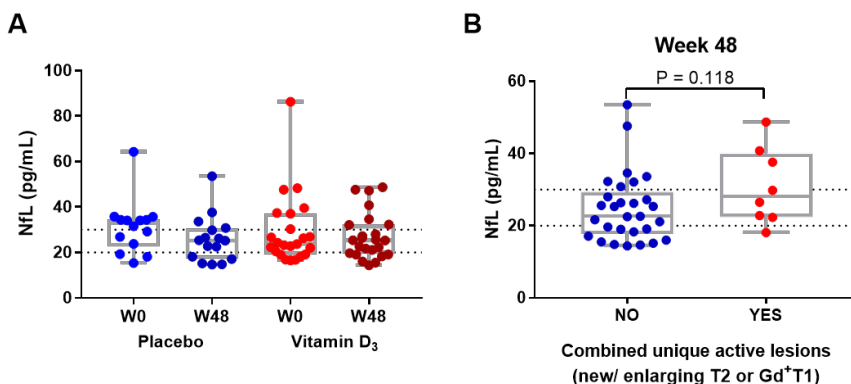 A
NfL (pg/mL)
100
80
60
40
20
0
W0 W48 W0 W48
Placebo Vitamin D₃
B
Week 48
P = 0.118
NfL (pg/mL)
60
40
20
0
NO YES
Combined unique active lesions
(new/ enlarging T2 or Gd⁺T1)